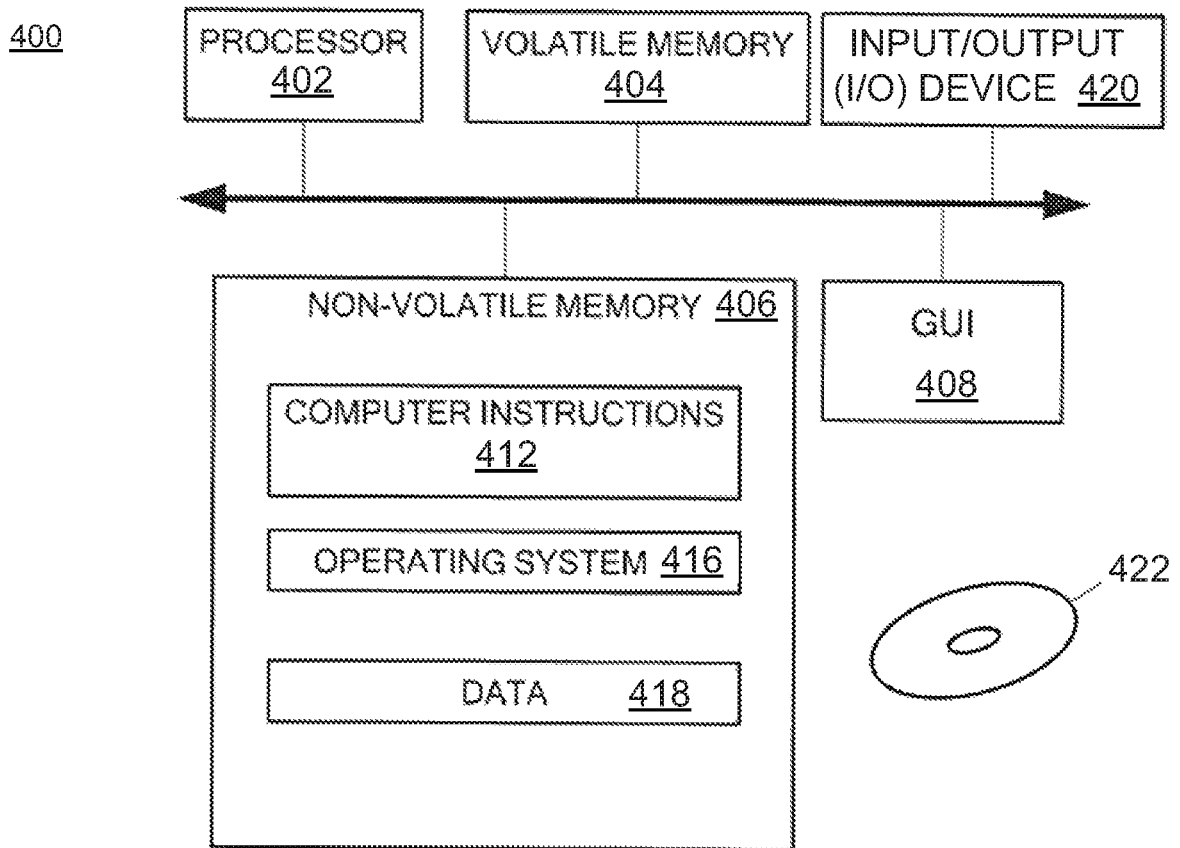 400
PROCESSOR
402
VOLATILE MEMORY
404
INPUT/OUTPUT
(I/O) DEVICE 420
NON-VOLATILE MEMORY 406
COMPUTER INSTRUCTIONS
412
OPERATING SYSTEM 416
DATA 418
GUI
408
422